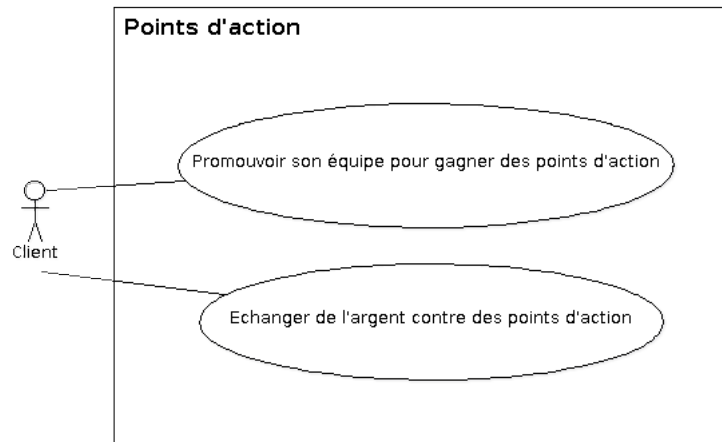 Points d'action
Promouvoir son équipe pour gagner des points d'action
Client
Echanger de l'argent contre des points d'action